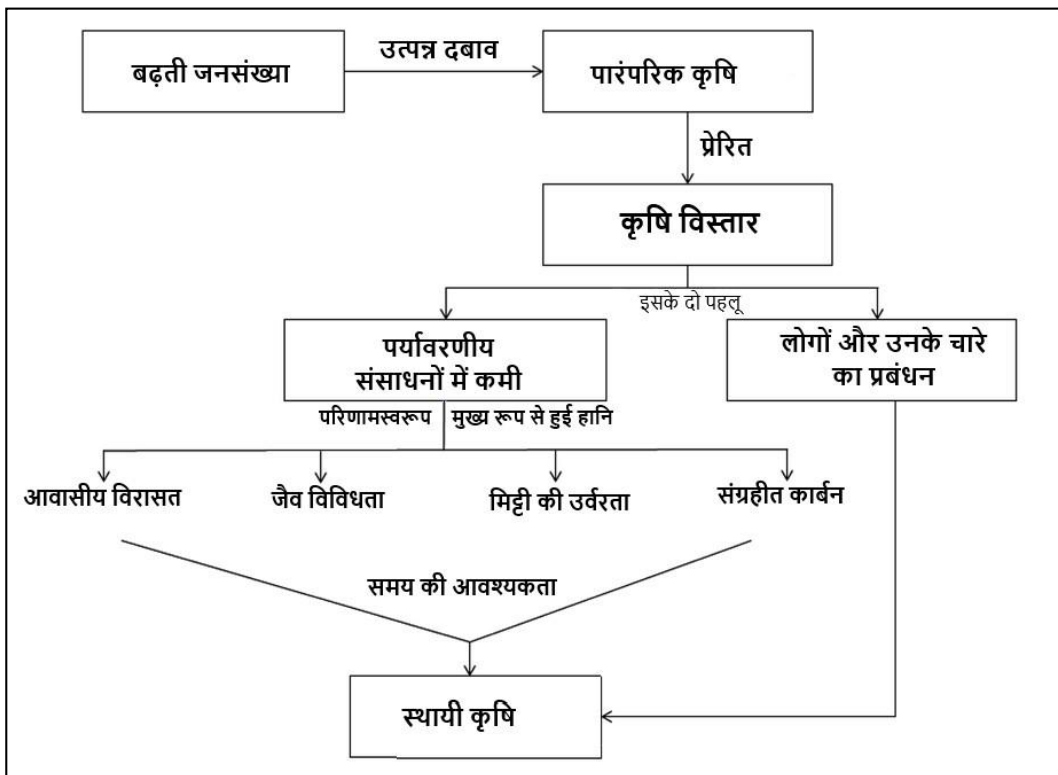 बढ़ती जनसंख्या
उत्पन्न दबाव
पारंपरिक कृषि
प्रेरित
कृषि विस्तार
इसके दो पहलू
पर्यावरणीय
संसाधनों में कमी
लोगों और उनके चारे
का प्रबंधन
परिणामस्वरूप मुख्य रूप से हुई हानि
आवासीय विरासत
जैव विविधता
मिट्टी की उर्वरता
संग्रहीत कार्बन
समय की आवश्यकता
स्थायी कृषि